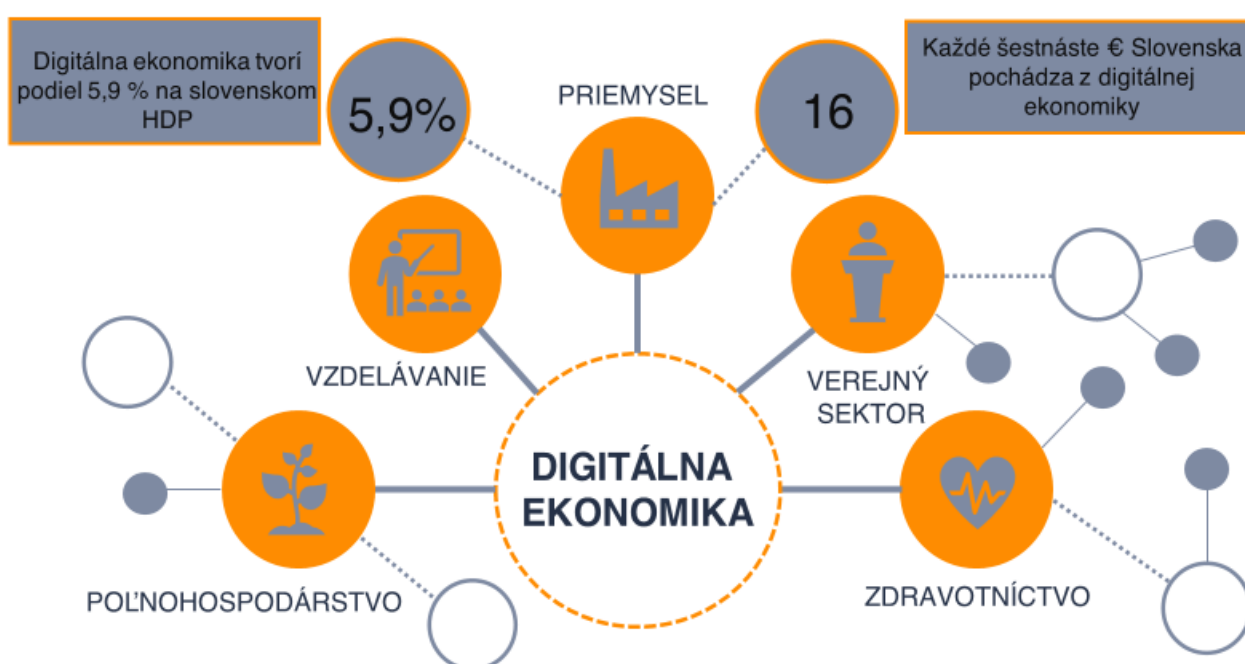 Digitálna ekonomika tvorí
podiel 5,9 % na slovenskom
HDP
5,9%
PRIEMYSEL
16
Každé šestnáste € Slovenska
pochádza z digitálnej
ekonomiky
VZDELÁVANIE
VEREJNÝ
SEKTOR
DIGITÁLNA
EKONOMIKA
POĽNOHOSPODÁRSTVO
ZDRAVOTNÍCTVO